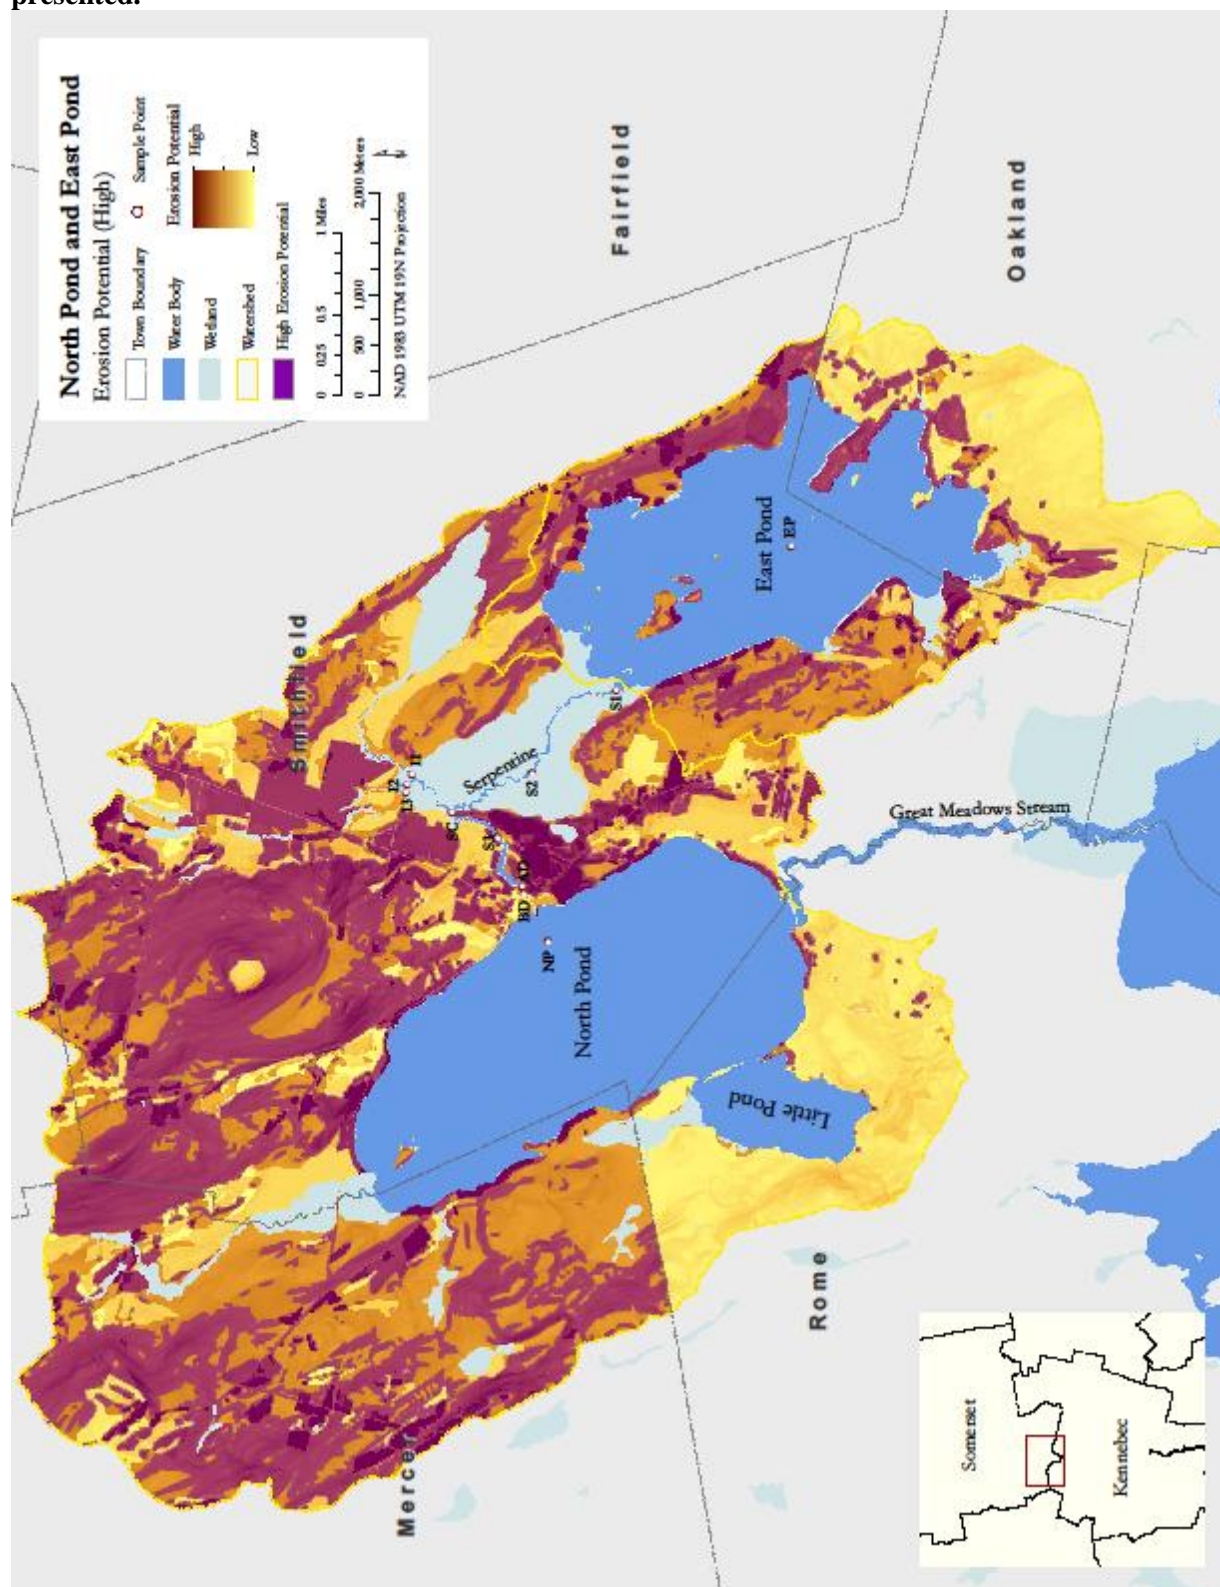 presented.
North Pond and East Pond
Erosion Potential (High)
Town Boundary
Sample Point
Water Body
Erosion Potential
High
Low
Wetland
Watershed
High Erosion Potential
0 0.25 0.5 1 Miles
0 500 1,000 2,000 Meters
N
NAD 1983 UTM 19N Projection
Fairfield
Oakland
Smithfield
East Pond
EP
Serpentine
S1
S2
I1
I2
I3
SC
AD
BD
NP
North Pond
Little Pond
Great Meadows Stream
Rome
Mercer
Somerset
Kennebec